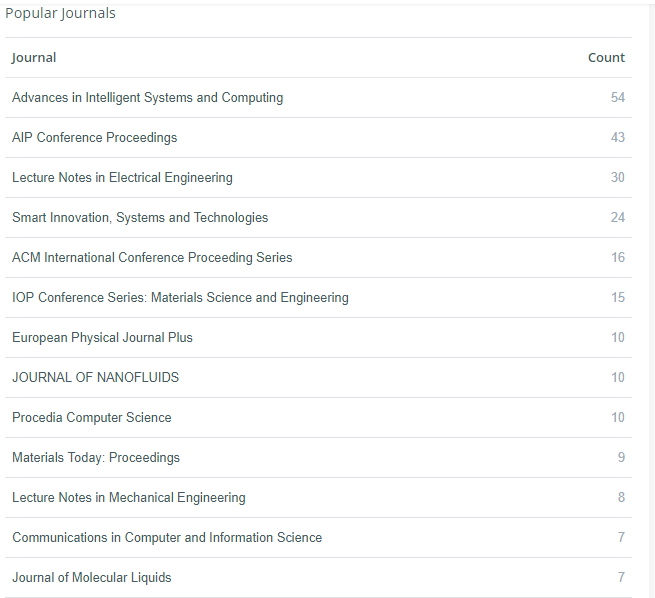 Popular Journals
Journal Count
Advances in Intelligent Systems and Computing 54
AIP Conference Proceedings 43
Lecture Notes in Electrical Engineering 30
Smart Innovation, Systems and Technologies 24
ACM International Conference Proceeding Series 16
IOP Conference Series: Materials Science and Engineering 15
European Physical Journal Plus 10
JOURNAL OF NANOFLUIDS 10
Procedia Computer Science 10
Materials Today: Proceedings 9
Lecture Notes in Mechanical Engineering 8
Communications in Computer and Information Science 7
Journal of Molecular Liquids 7